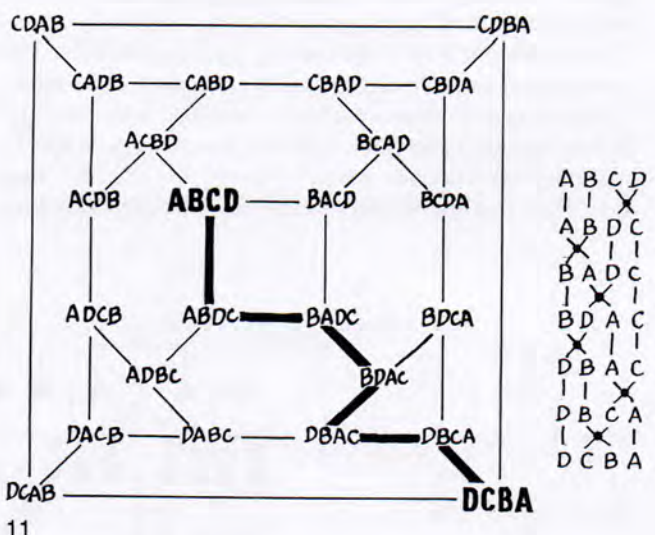 CDAB CDBA
CADB CABD CBAD CBDA
ACBD BCAD
ACDB ABCD BACD BCDA
ADCB ABDC BADC BDCA
ADBC BDAC
DACB DABC DBAC DBCA
DCAB DCBA
11
A B C D
A B D C
B A D C
B D A C
D B A C
D B C A
D C B A